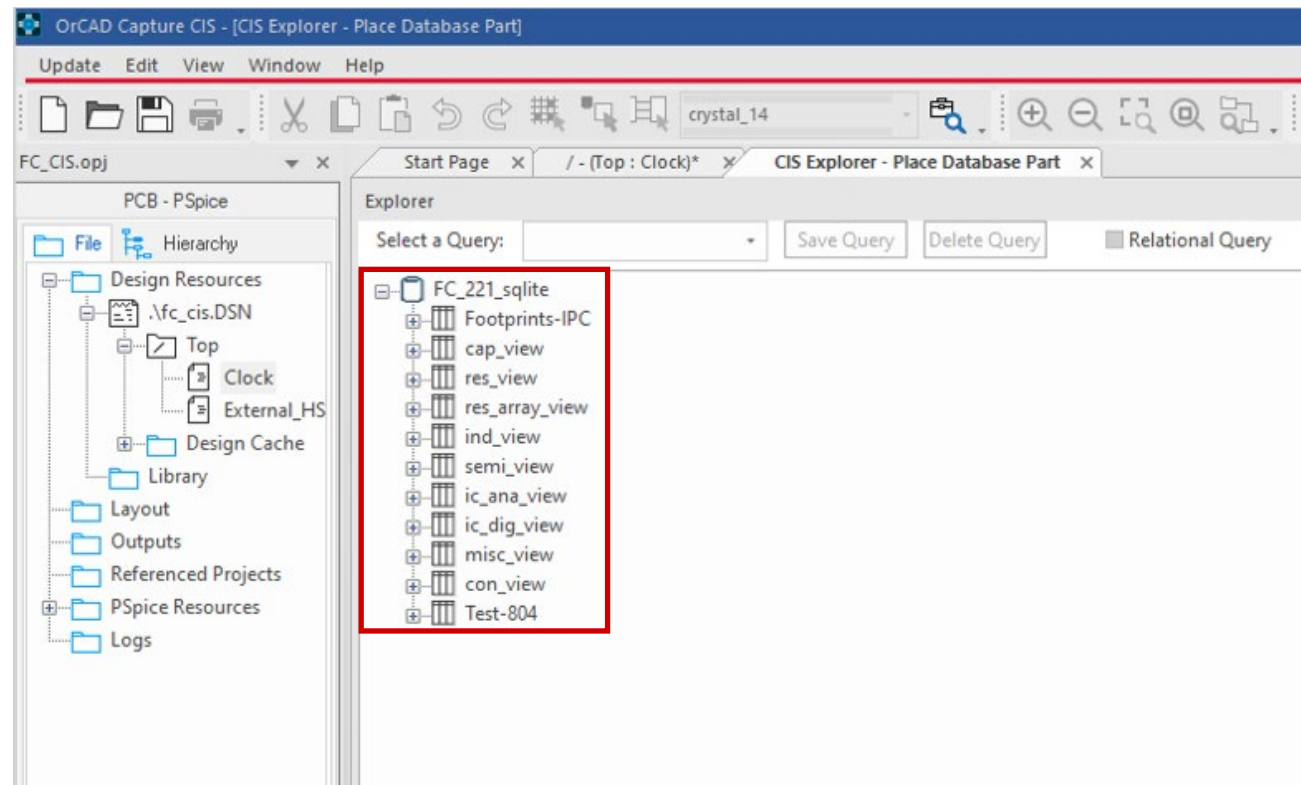 OrCAD Capture CIS - [CIS Explorer - Place Database Part]
Update Edit View Window Help
crystal_14
FC_CIS.opj
Start Page / - (Top : Clock)* CIS Explorer - Place Database Part
PCB - PSpice
File Hierarchy
Design Resources
.\fc_cis.DSN
Top
Clock
External_HS
Design Cache
Library
Layout
Outputs
Referenced Projects
PSpice Resources
Logs
Explorer
Select a Query: Save Query Delete Query Relational Query
FC_221_sqlite
Footprints-IPC
cap_view
res_view
res_array_view
ind_view
semi_view
ic_ana_view
ic_dig_view
misc_view
con_view
Test-804